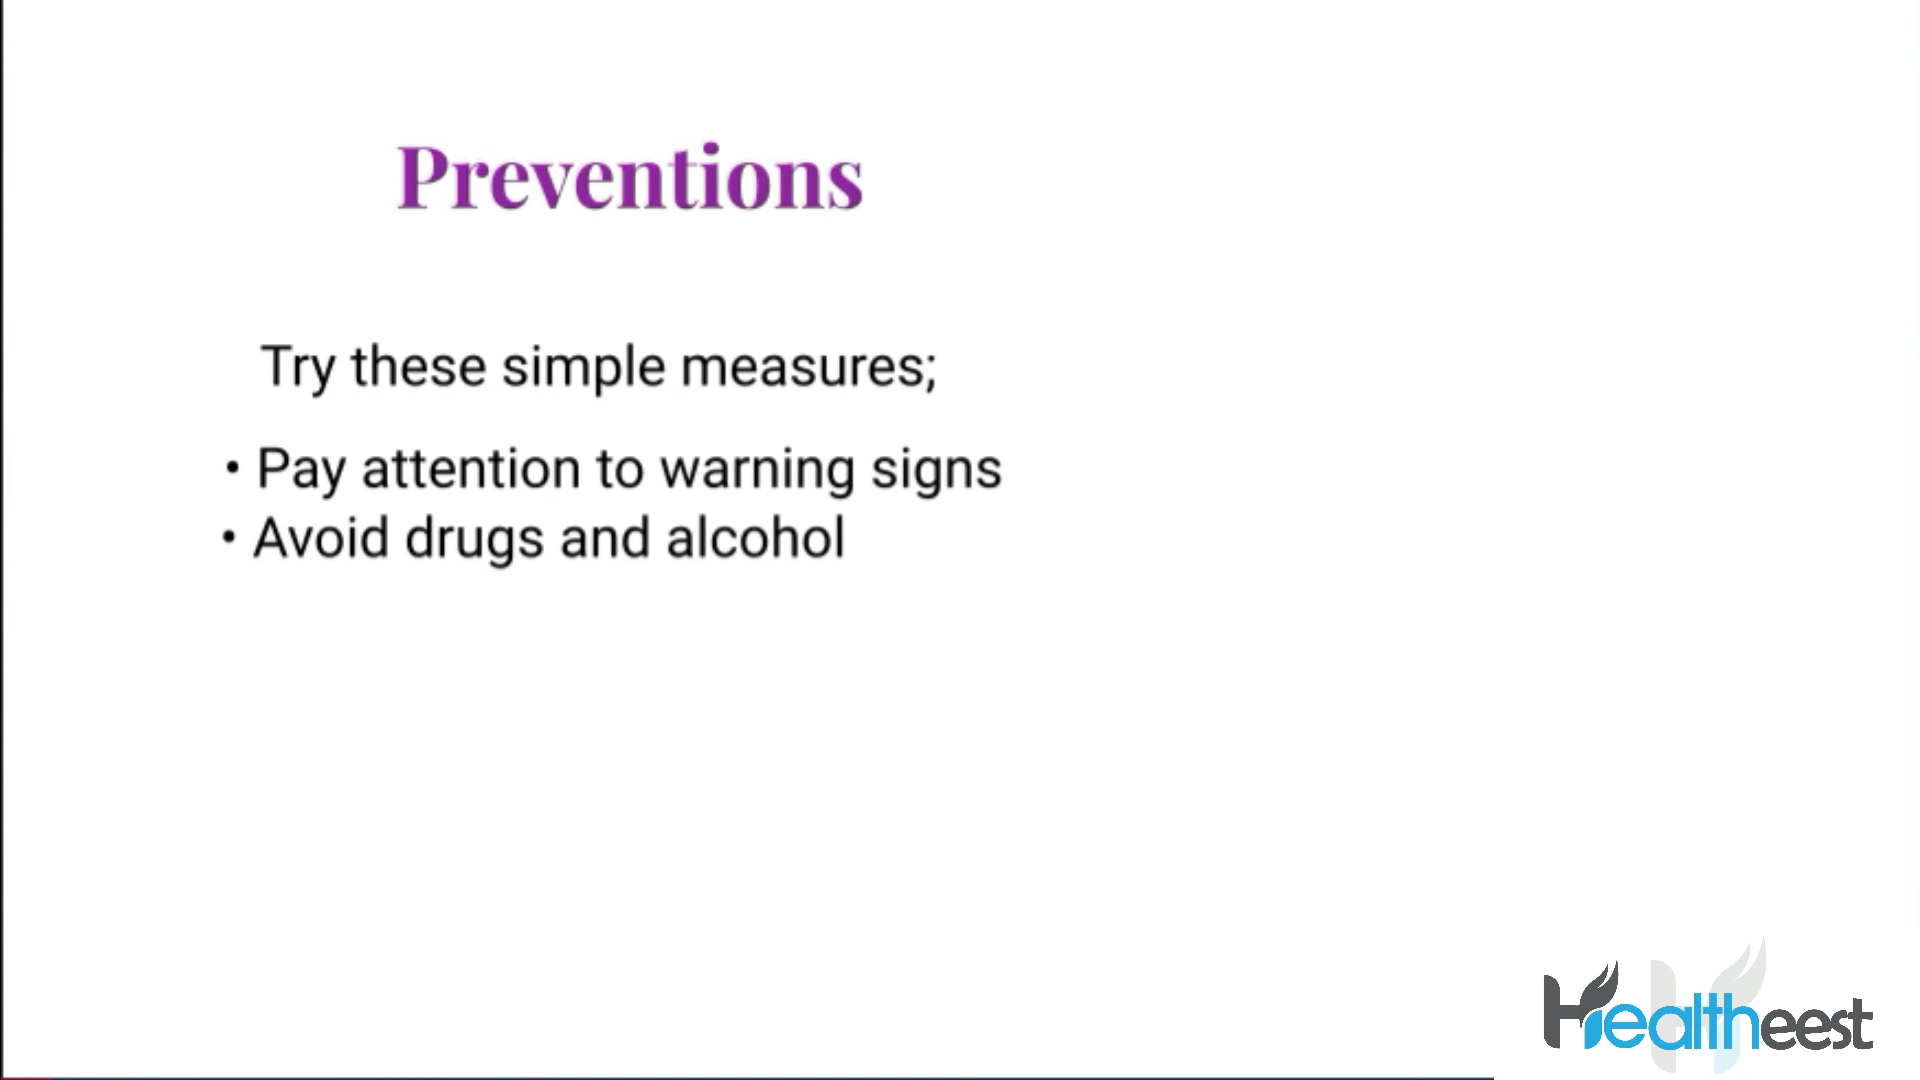 Preventions
Try these simple measures;
• Pay attention to warning signs
• Avoid drugs and alcohol
Healtheest